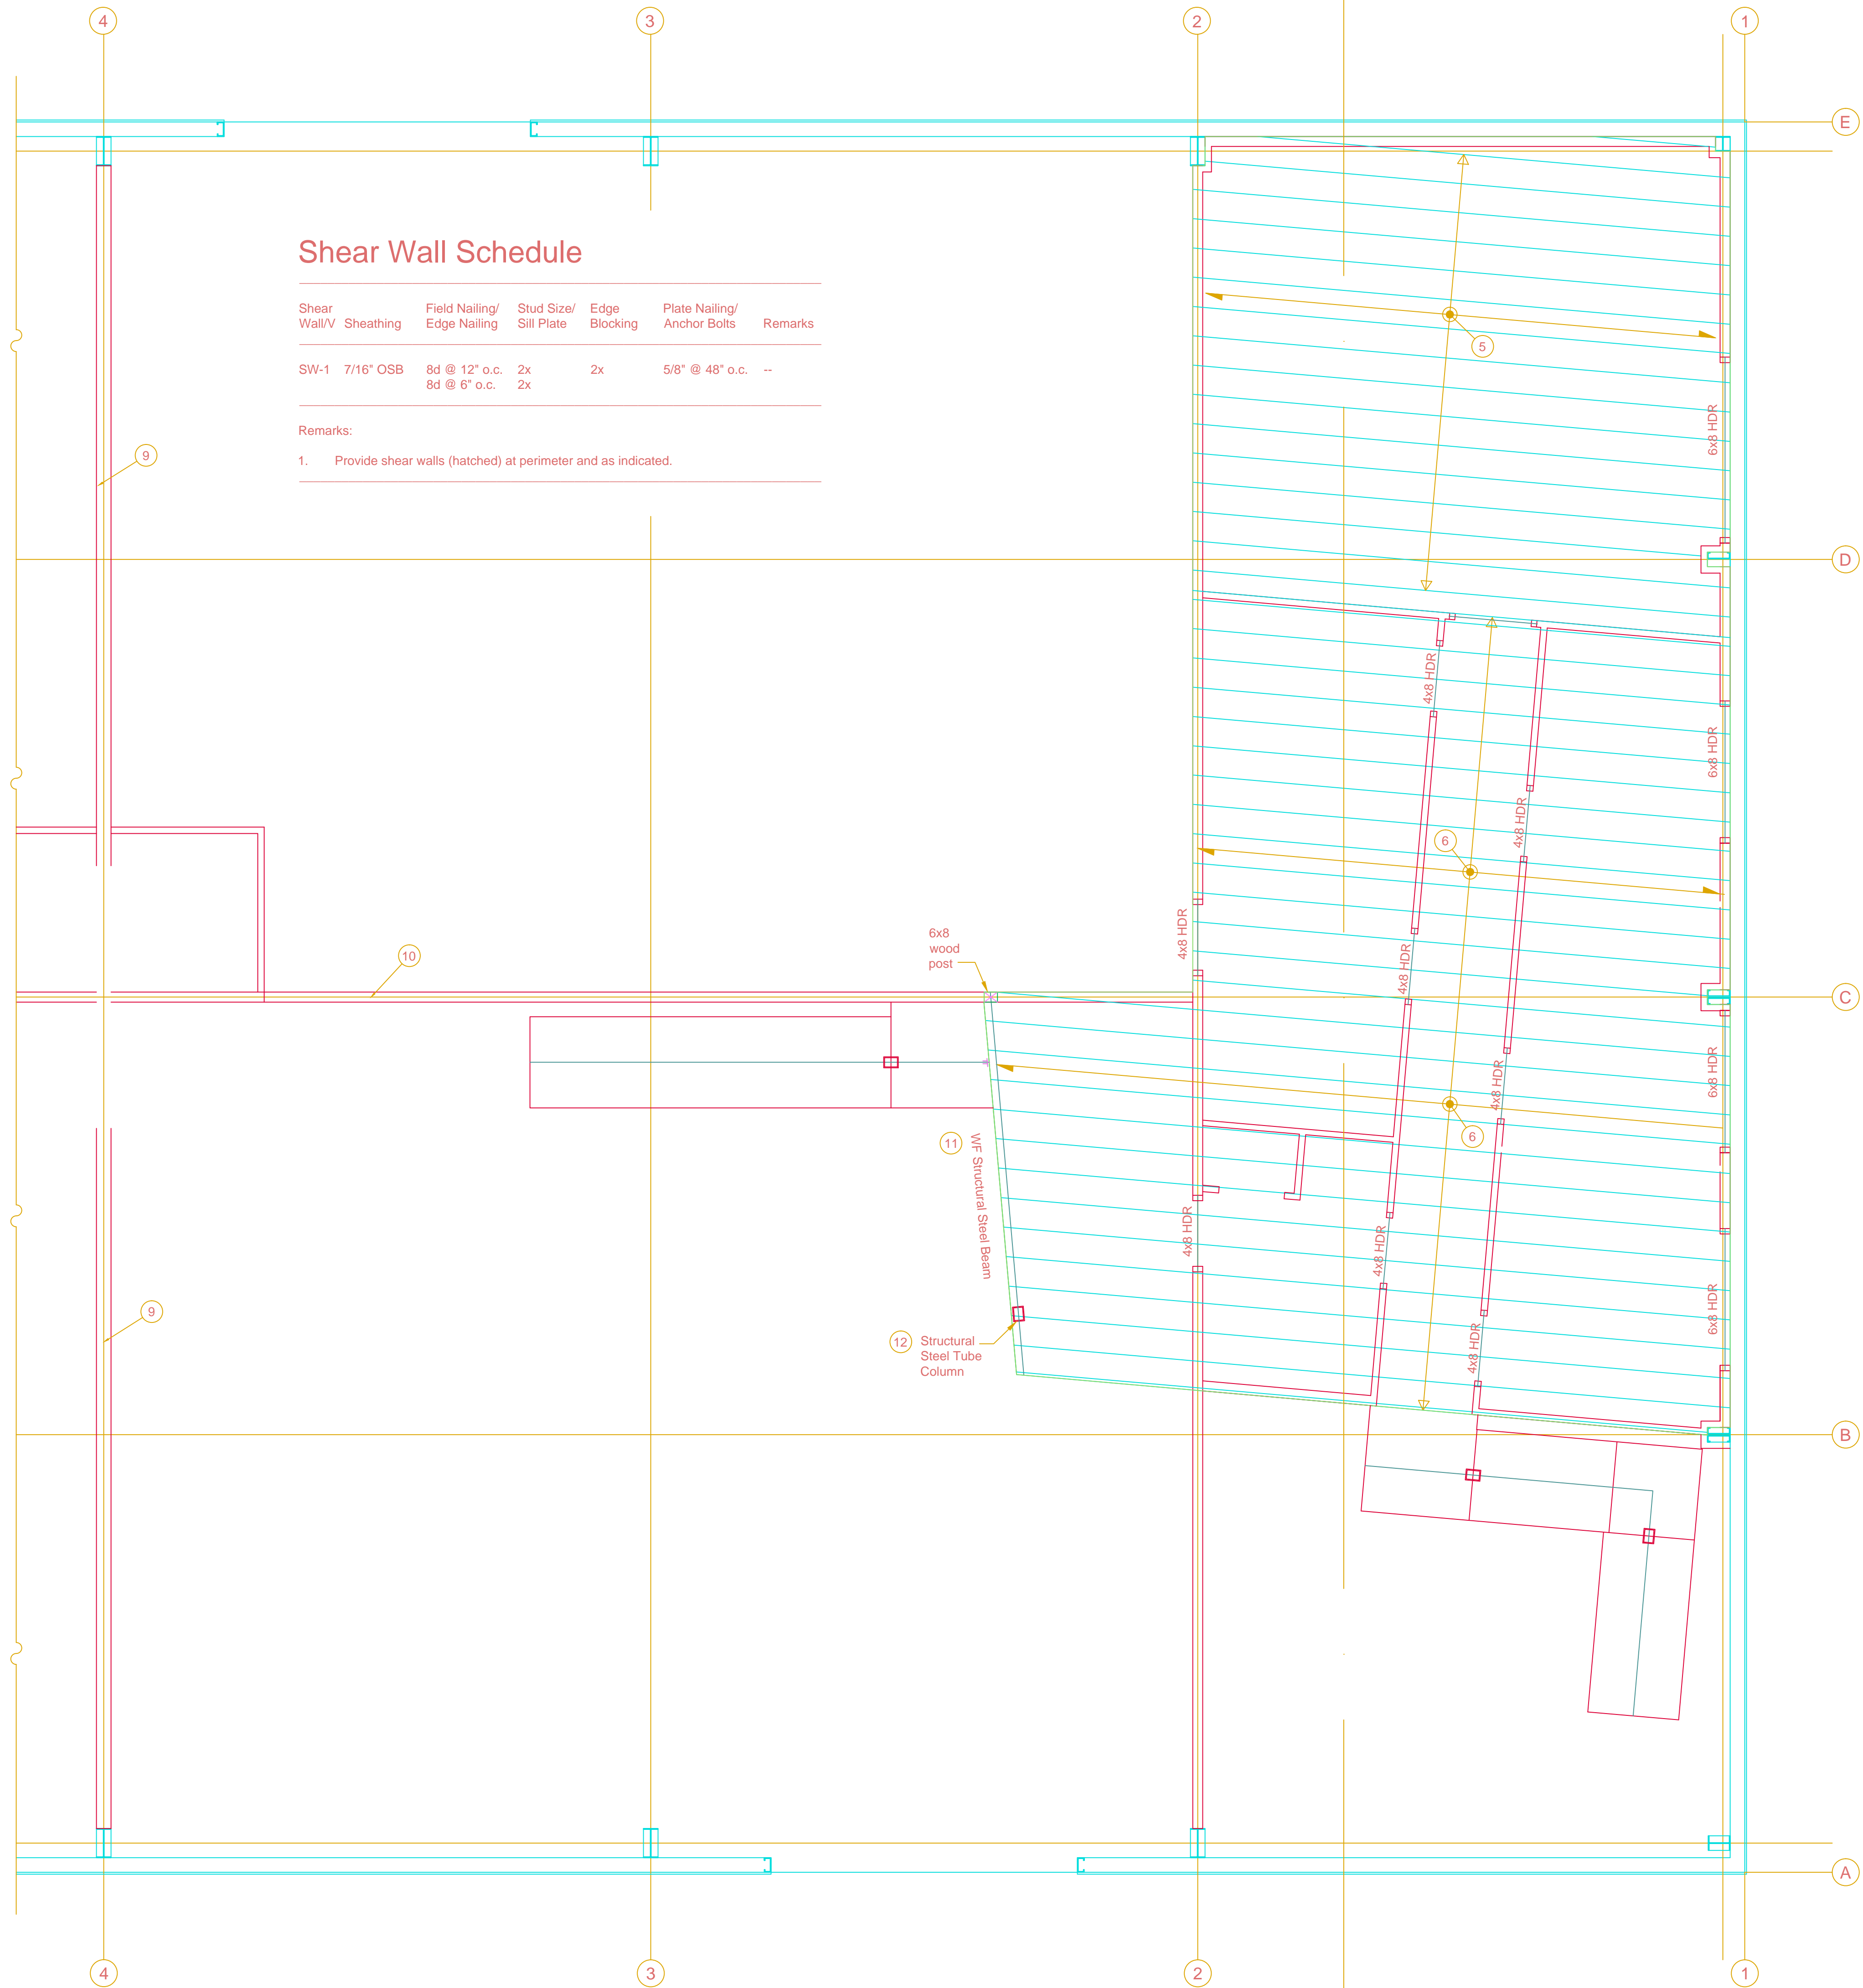 4 3 2 1
E
Shear Wall Schedule
Shear Field Nailing/ Stud Size/ Edge Plate Nailing/
Wall/V Sheathing Edge Nailing Sill Plate Blocking Anchor Bolts Remarks
SW-1 7/16" OSB 8d @ 12" o.c. 2x 2x 5/8" @ 48" o.c. --
8d @ 6" o.c. 2x
Remarks:
1. Provide shear walls (hatched) at perimeter and as indicated.
5
6x8 HDR
9
D
4x8 HDR
6x8 HDR
4x8 HDR
6
6x8
wood
post
4x8 HDR
4x8 HDR
10
C
6x8 HDR
4x8 HDR
11
WF Structural Steel Beam
6
4x8 HDR
4x8 HDR
6x8 HDR
9
12
Structural
Steel Tube
Column
4x8 HDR
B
A
4 3 2 1